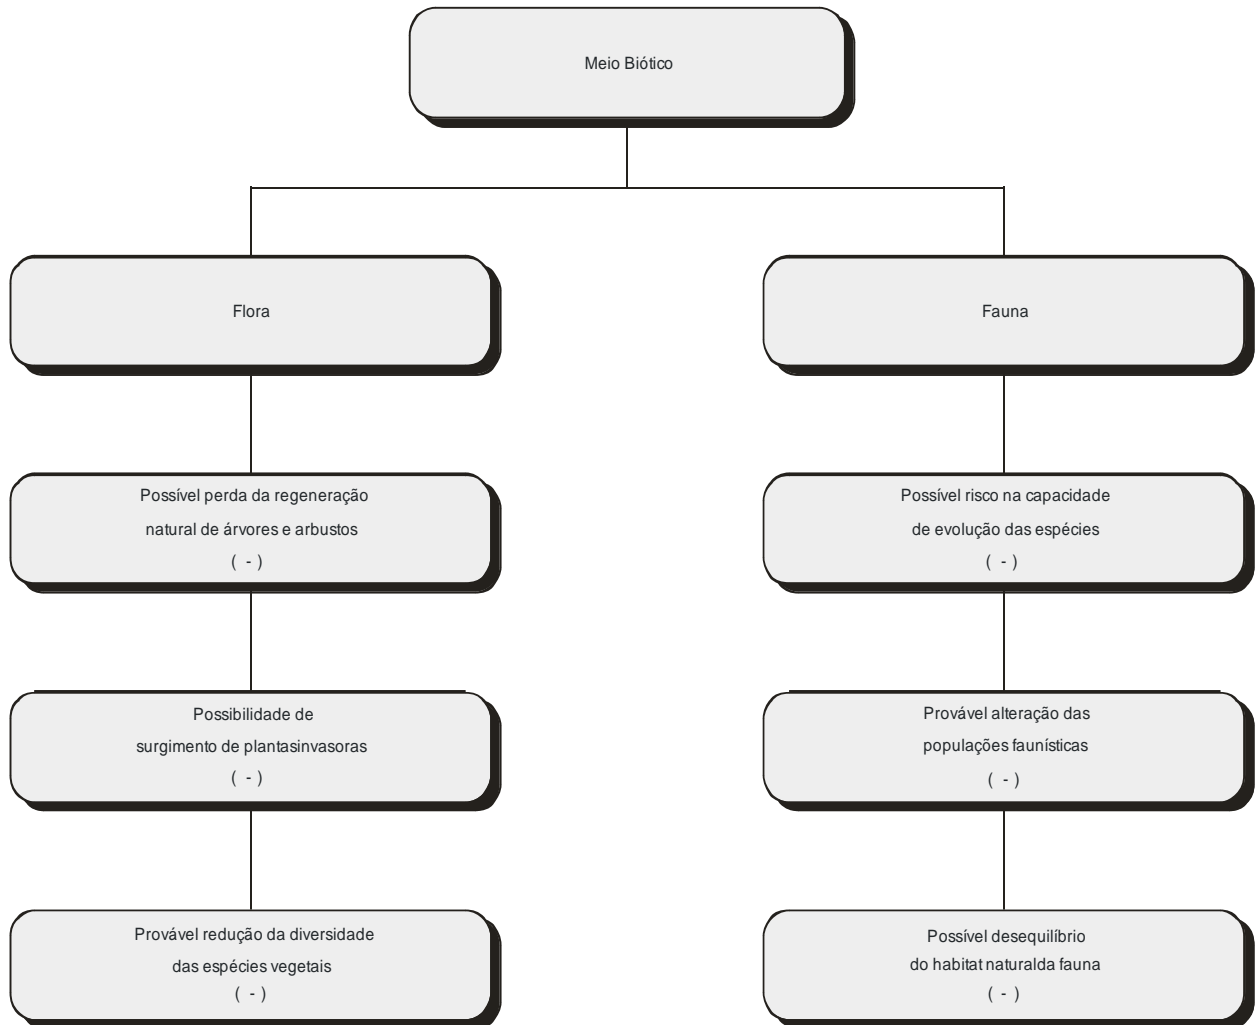 Meio Biótico
Flora
Fauna
Possível perda da regeneração
natural de árvores e arbustos
( - )
Possível risco na capacidade
de evolução das espécies
( - )
Possibilidade de
surgimento de plantasinvasoras
( - )
Provável alteração das
populações faunísticas
( - )
Provável redução da diversidade
das espécies vegetais
( - )
Possível desequilíbrio
do habitat naturalda fauna
( - )